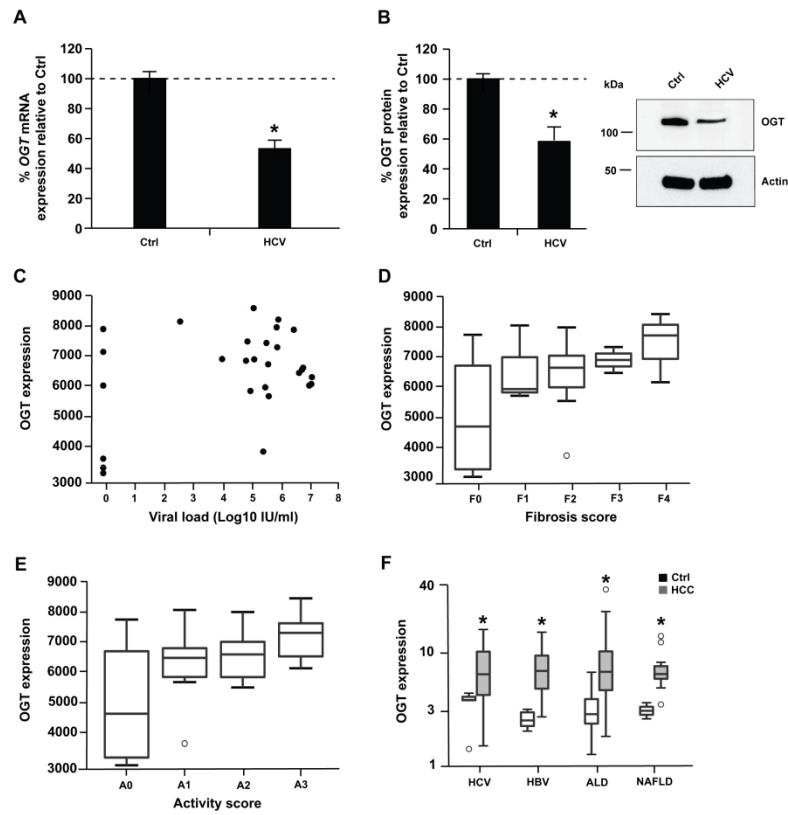 A
% OGT mRNA
expression relative to Ctrl
120
100
80
60
40
20
0
*
Ctrl
HCV
B
% OGT protein
expression relative to Ctrl
120
100
80
60
40
20
0
*
Ctrl
HCV
kDa
Ctrl
HCV
100
OGT
50
Actin
C
OGT expression
9000
8000
7000
6000
5000
4000
3000
0 1 2 3 4 5 6 7 8
Viral load (Log10 IU/ml)
D
OGT expression
9000
8000
7000
6000
5000
4000
3000
F0 F1 F2 F3 F4
Fibrosis score
E
OGT expression
9000
8000
7000
6000
5000
4000
3000
A0 A1 A2 A3
Activity score
F
OGT expression
40
10
3
1
Ctrl
HCC
* * * *
HCV HBV ALD NAFLD